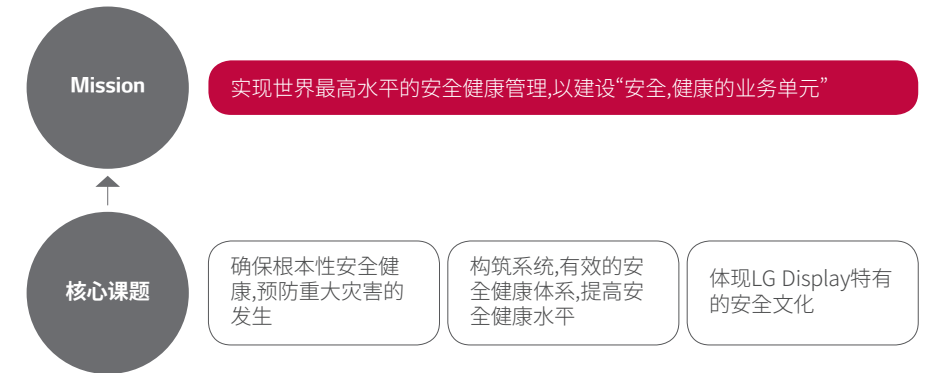 Mission
实现世界最高水平的安全健康管理,以建设“安全,健康的业务单元”
核心课题
确保根本性安全健
康,预防重大灾害的
发生
构筑系统,有效的安
全健康体系,提高安
全健康水平
体现LG Display特有
的安全文化